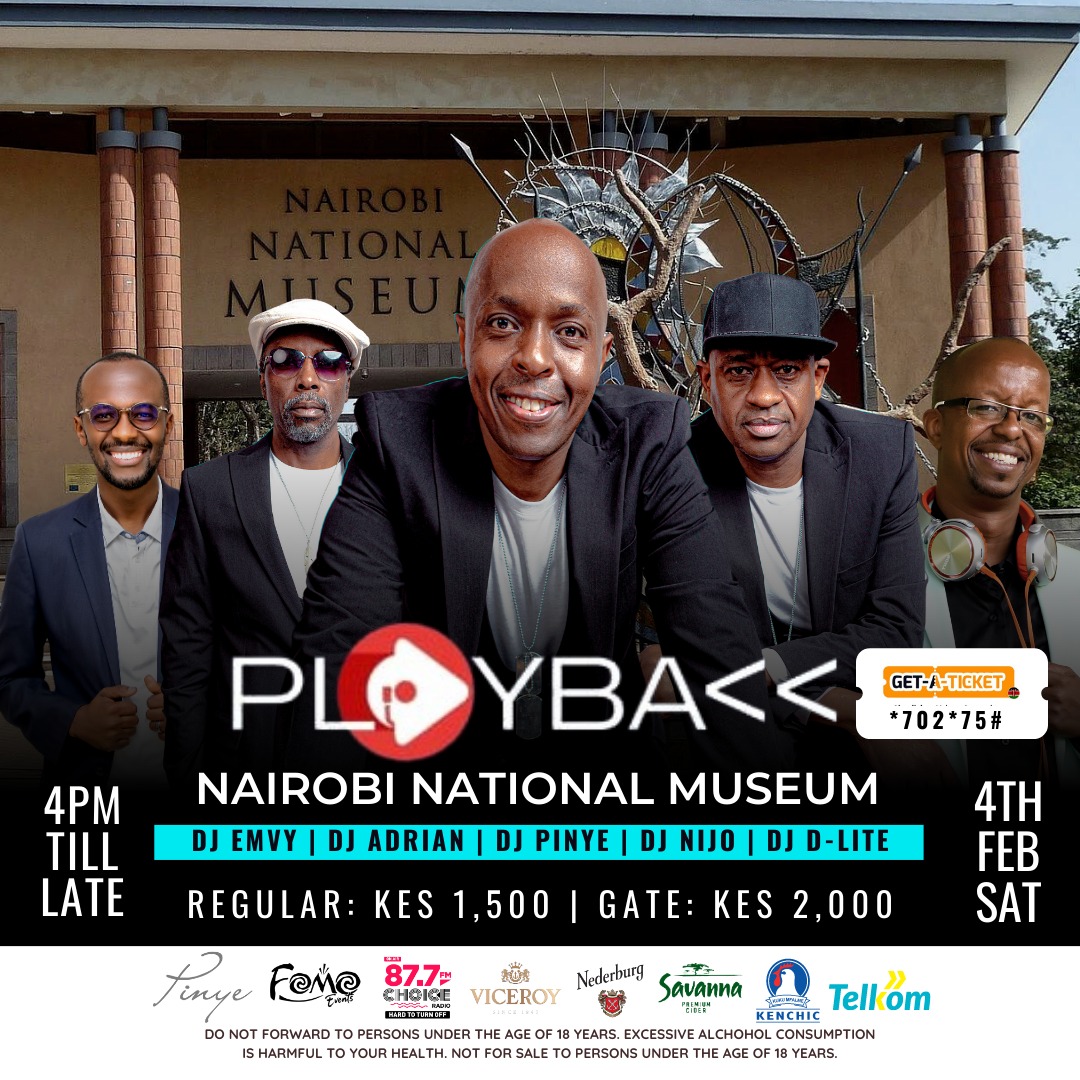 NAIROBI
NATIONAL
MUSEUM
PLAYBA<<
GET-A-TICKET
*702*75#
NAIROBI NATIONAL MUSEUM
4PM
TILL
LATE
DJ EMVY | DJ ADRIAN | DJ PINYE | DJ NIJO | DJ D-LITE
4TH
FEB
SAT
REGULAR: KES 1,500 | GATE: KES 2,000
Pinye
FOMO
Events
87.7 FM
CHOICE
RADIO
HARD TO TURN OFF
VICEROY
Nederburg
Savanna
PREMIUM
CIDER
KENCHIC
Telkom
DO NOT FORWARD TO PERSONS UNDER THE AGE OF 18 YEARS. EXCESSIVE ALCHOHOL CONSUMPTION
IS HARMFUL TO YOUR HEALTH. NOT FOR SALE TO PERSONS UNDER THE AGE OF 18 YEARS.